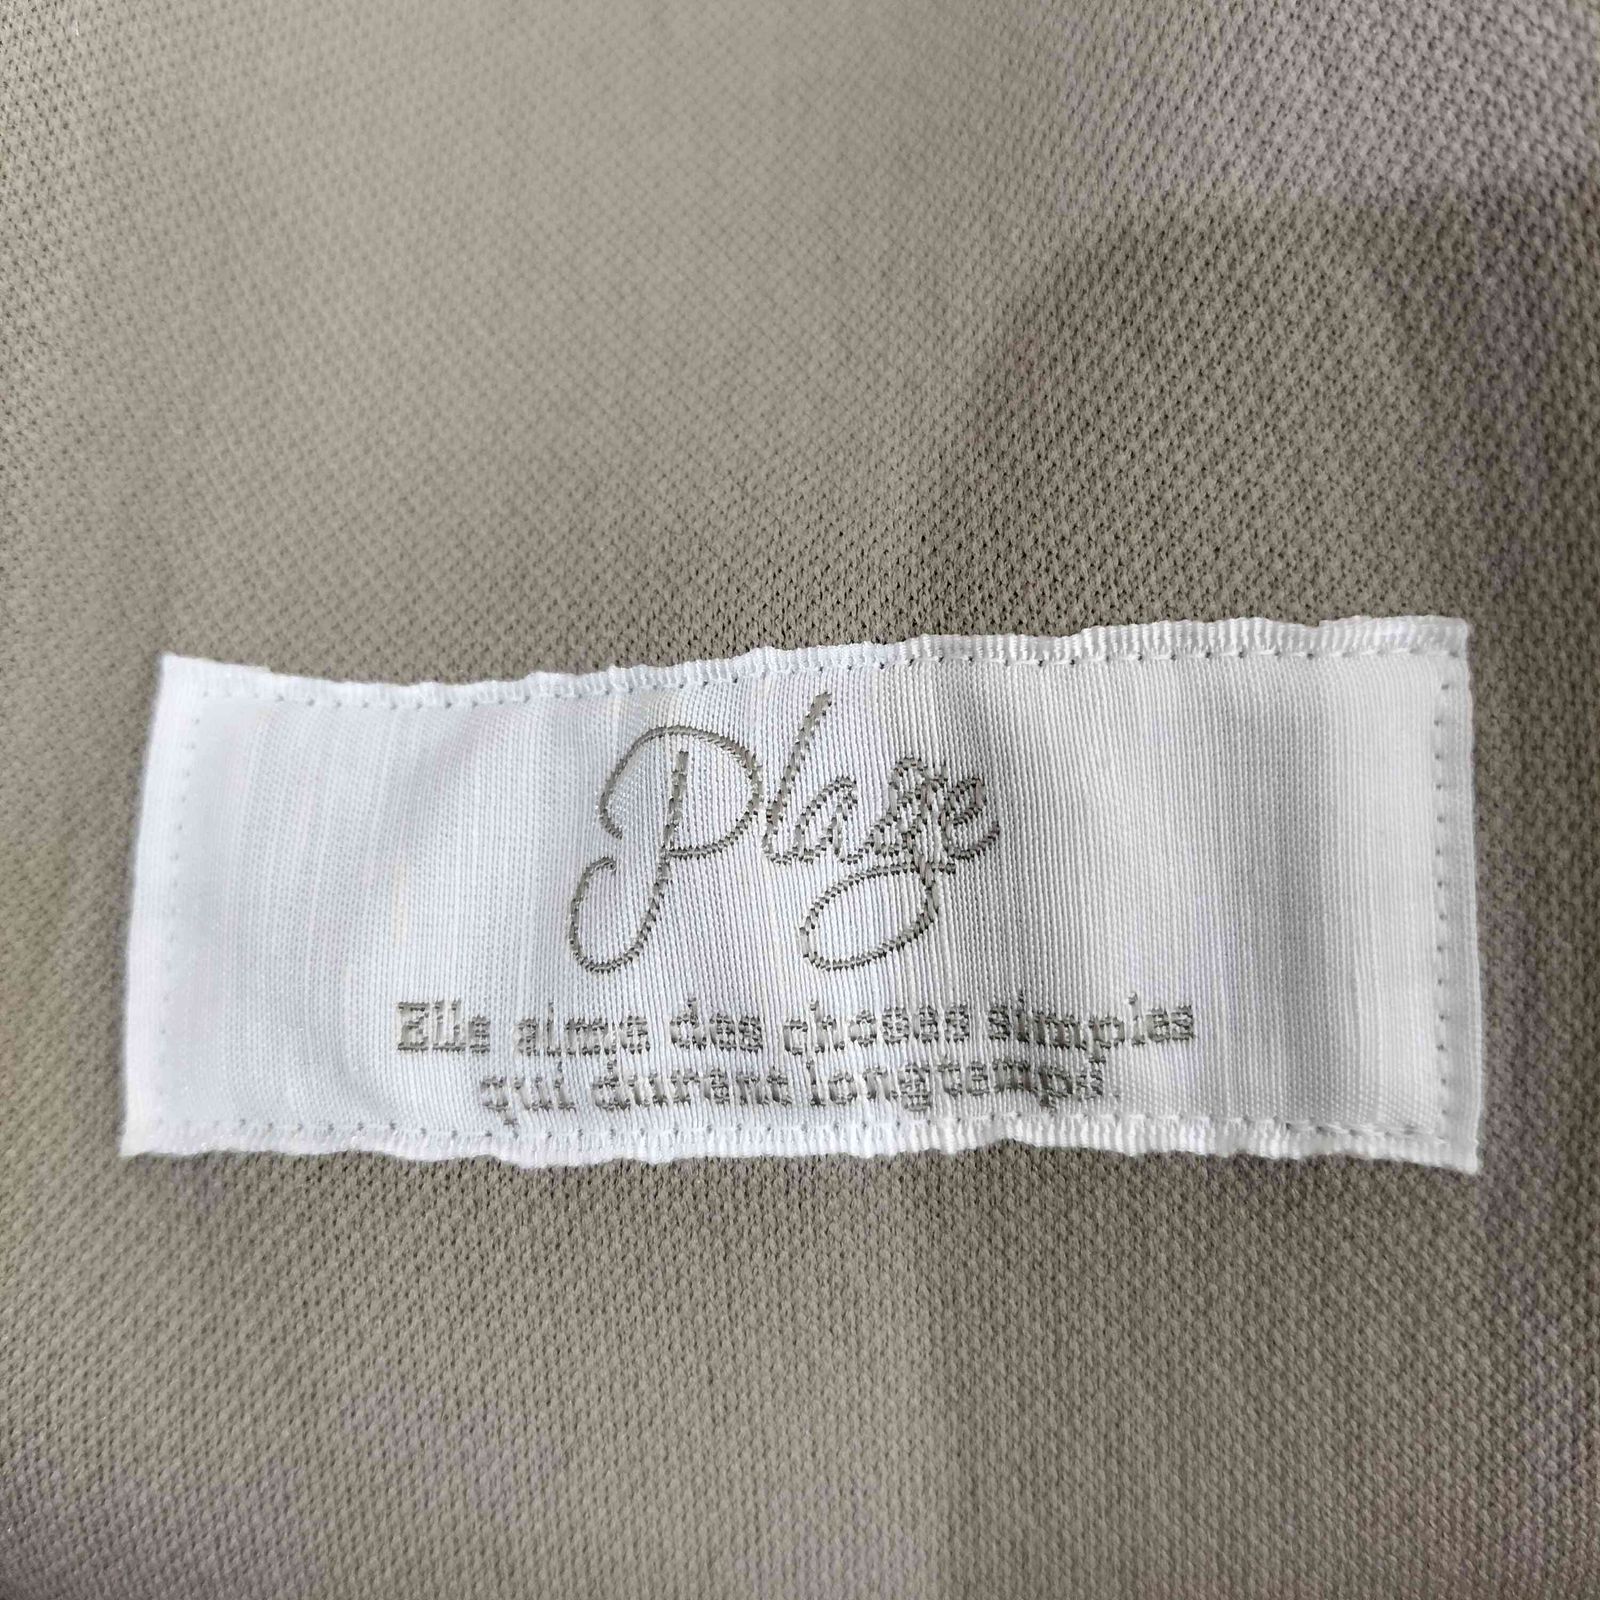 Plage
Elle aime des choses simples
qui durent longtemps.